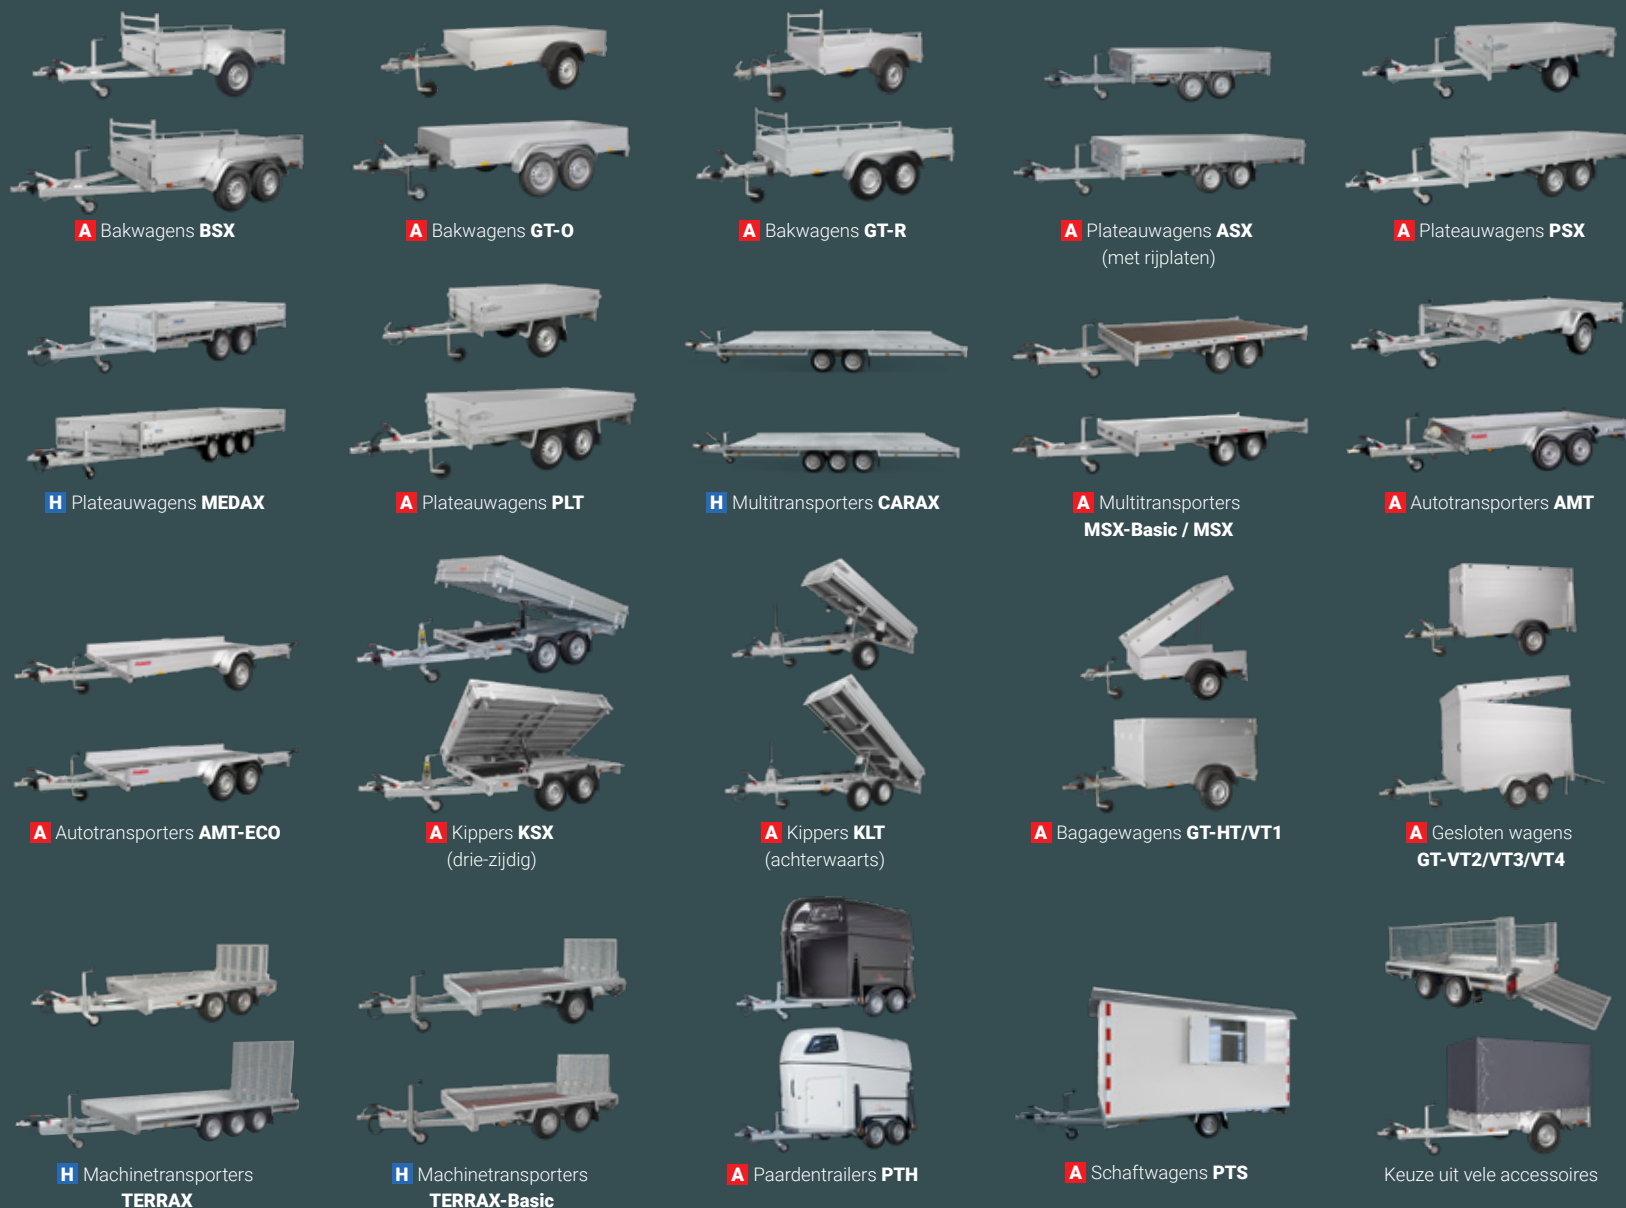 A Bakwagens BSX
A Bakwagens GT-O
A Bakwagens GT-R
A Plateauwagens ASX
(met rijplaten)
A Plateauwagens PSX
H Plateauwagens MEDAX
A Plateauwagens PLT
H Multitransporters CARAX
A Multitransporters
MSX-Basic / MSX
A Autotransporters AMT
A Autotransporters AMT-ECO
A Kippers KSX
(drie-zijdig)
A Kippers KLT
(achterwaarts)
A Bagagewagens GT-HT/VT1
A Gesloten wagens
GT-VT2/VT3/VT4
H Machinetransporters
TERRAX
H Machinetransporters
TERRAX-Basic
A Paardentrailers PTH
A Schaftwagens PTS
Keuze uit vele accessoires